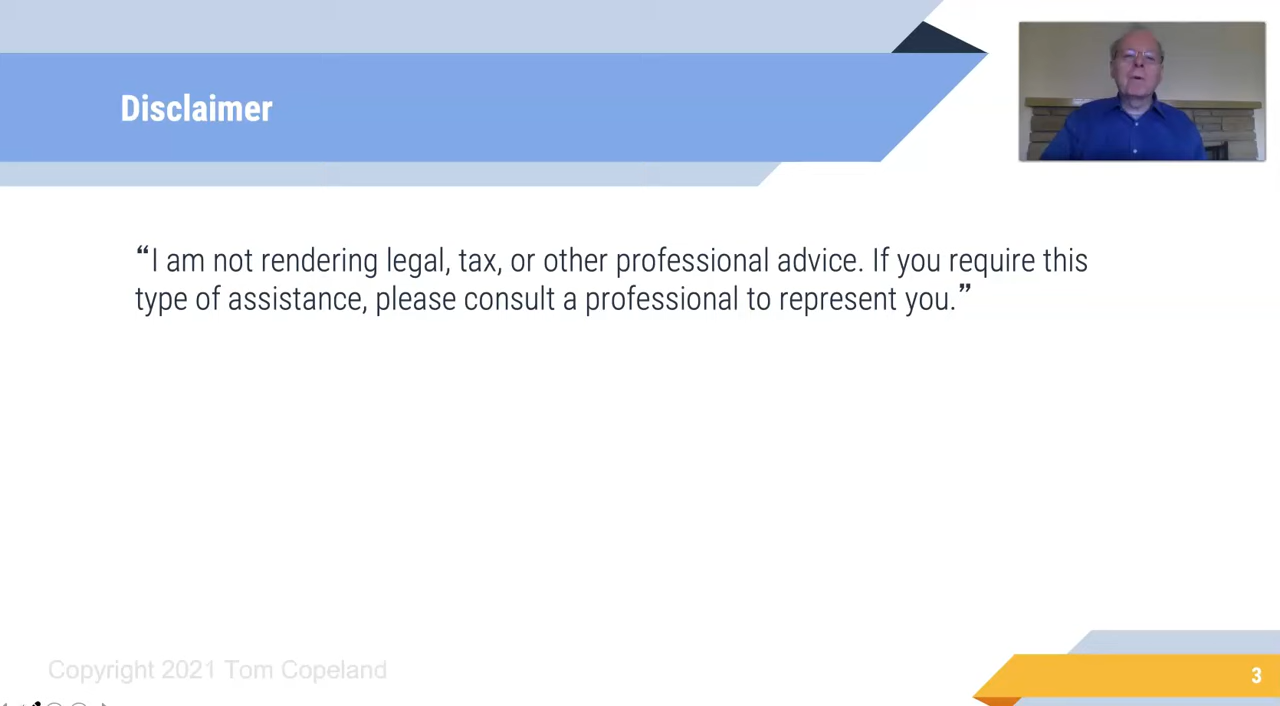 Disclaimer
“I am not rendering legal, tax, or other professional advice. If you require this
type of assistance, please consult a professional to represent you.”
Copyright 2021 Tom Copeland
3